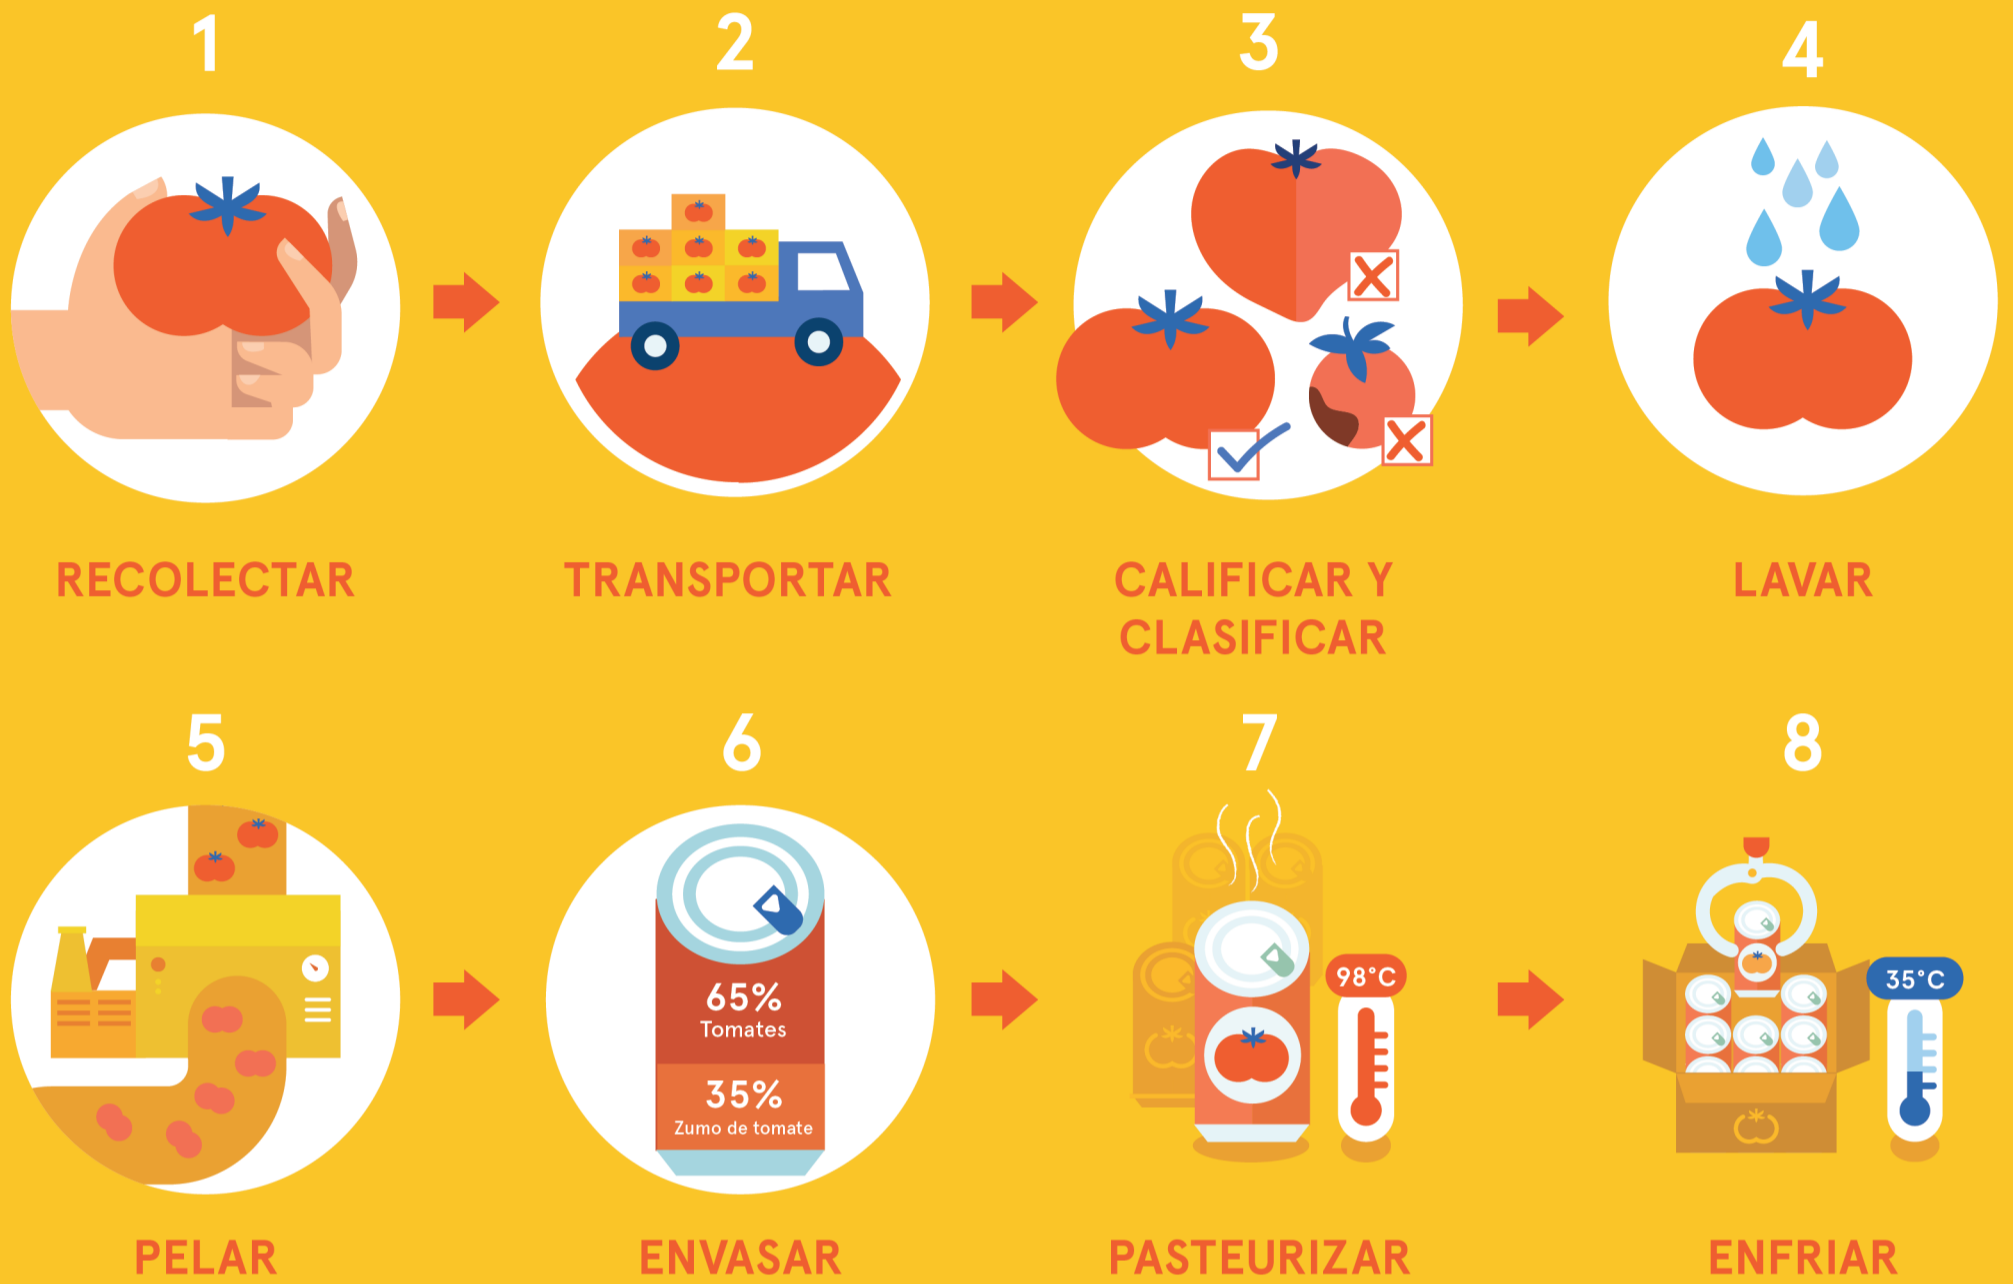 1
2
3
4
RECOLECTAR
TRANSPORTAR
CALIFICAR Y
CLASIFICAR
LAVAR
5
6
7
8
65%
Tomates
35%
Zumo de tomate
98°C
35°C
PELAR
ENVASAR
PASTEURIZAR
ENFRIAR